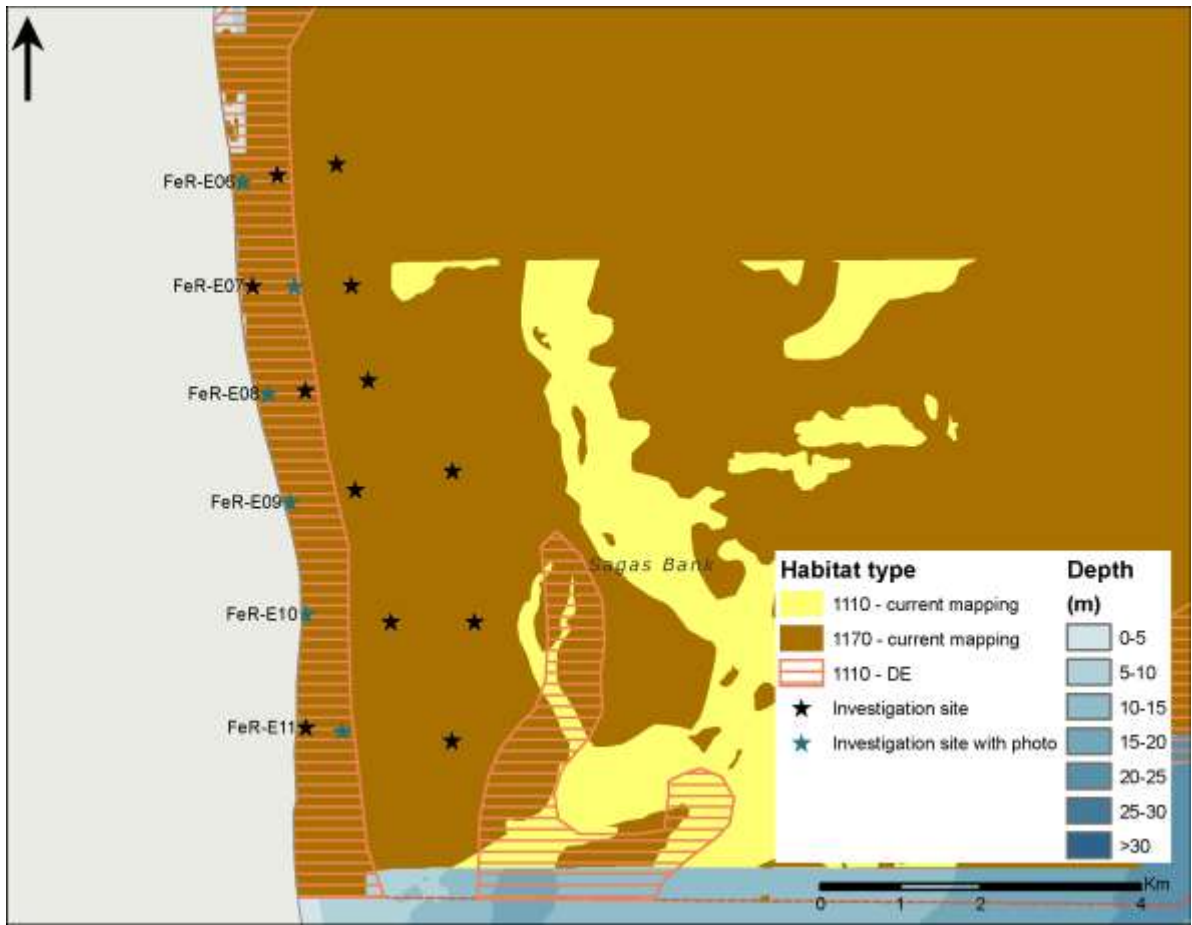 FeR-E06
FeR-E07
FeR-E08
FeR-E09
FeR-E10
FeR-E11
Sagas Bank
Habitat type
1110 - current mapping
1170 - current mapping
1110 - DE
Investigation site
Investigation site with photo
Depth
(m)
0-5
5-10
10-15
15-20
20-25
25-30
>30
Km
0 1 2 4